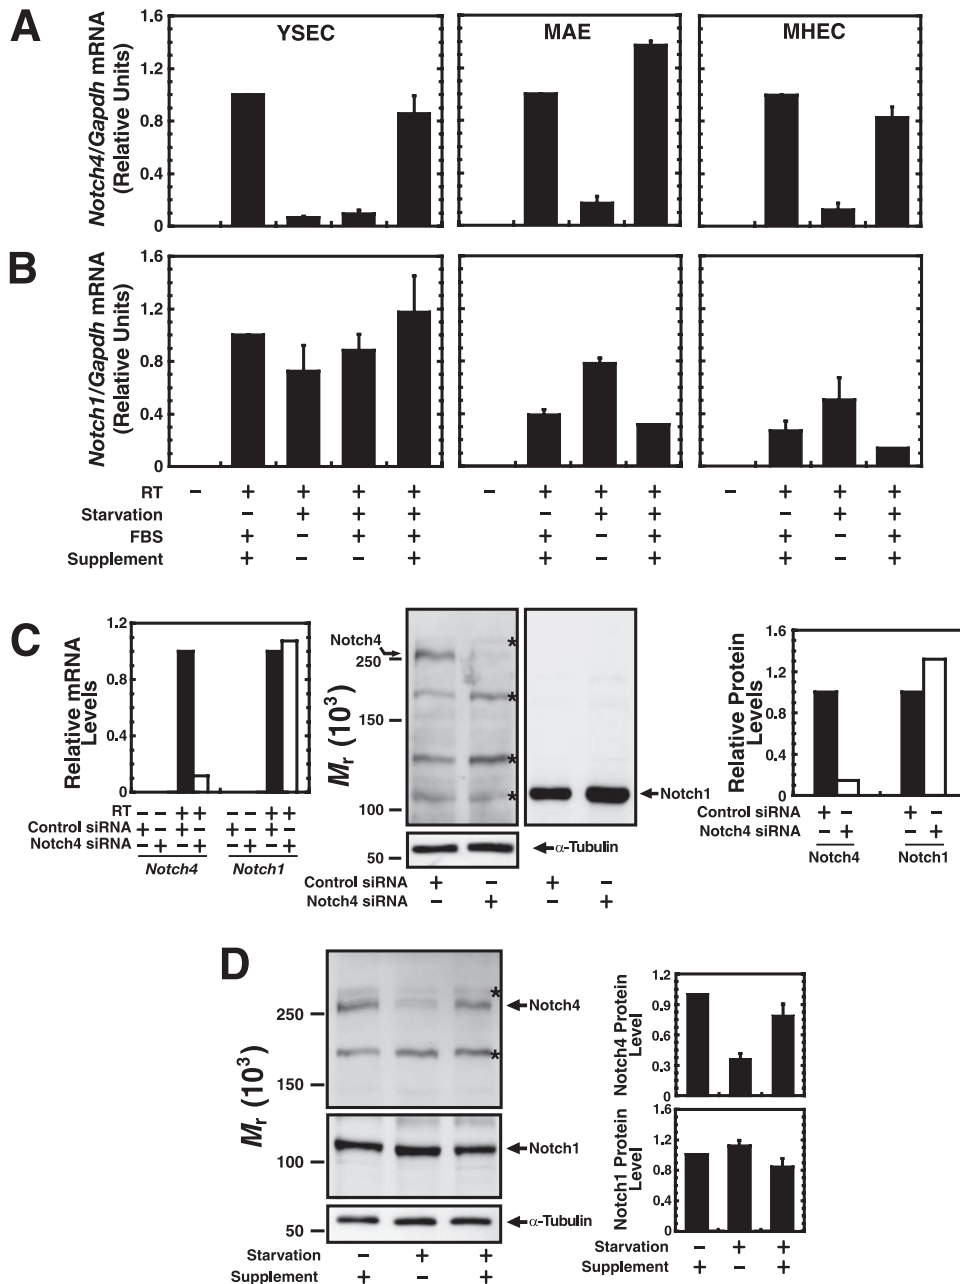 A
Notch4/Gapdh mRNA
(Relative Units)
1.6
1.2
0.8
0.4
0
YSEC
MAE
MHEC
B
Notch1/Gapdh mRNA
(Relative Units)
1.6
1.2
0.8
0.4
0
RT – + + + + – + + + – + + +
Starvation – + + + – + + – + +
FBS + – + + + – + + – +
Supplement + – – + + – + + – +
C
Relative mRNA
Levels
1.2
0.8
0.4
0
RT – – + + – – + +
Control siRNA + – + – + – + –
Notch4 siRNA – + – + – + – +
Notch4 Notch1
Mr (103)
Notch4
250
150
100
50
*
*
*
*
Notch1
α-Tubulin
Control siRNA + – + –
Notch4 siRNA – + – +
Relative Protein
Levels
1.6
1.2
0.8
0.4
0
Control siRNA + – + –
Notch4 siRNA – + – +
Notch4 Notch1
D
Mr (103)
250
150
100
50
*
Notch4
*
Notch1
α-Tubulin
Starvation – + +
Supplement + – +
Notch4 Protein
Level
1.2
0.9
0.6
0.3
0
Notch1 Protein
Level
1.6
1.2
0.8
0.4
0
Starvation – + +
Supplement + – +